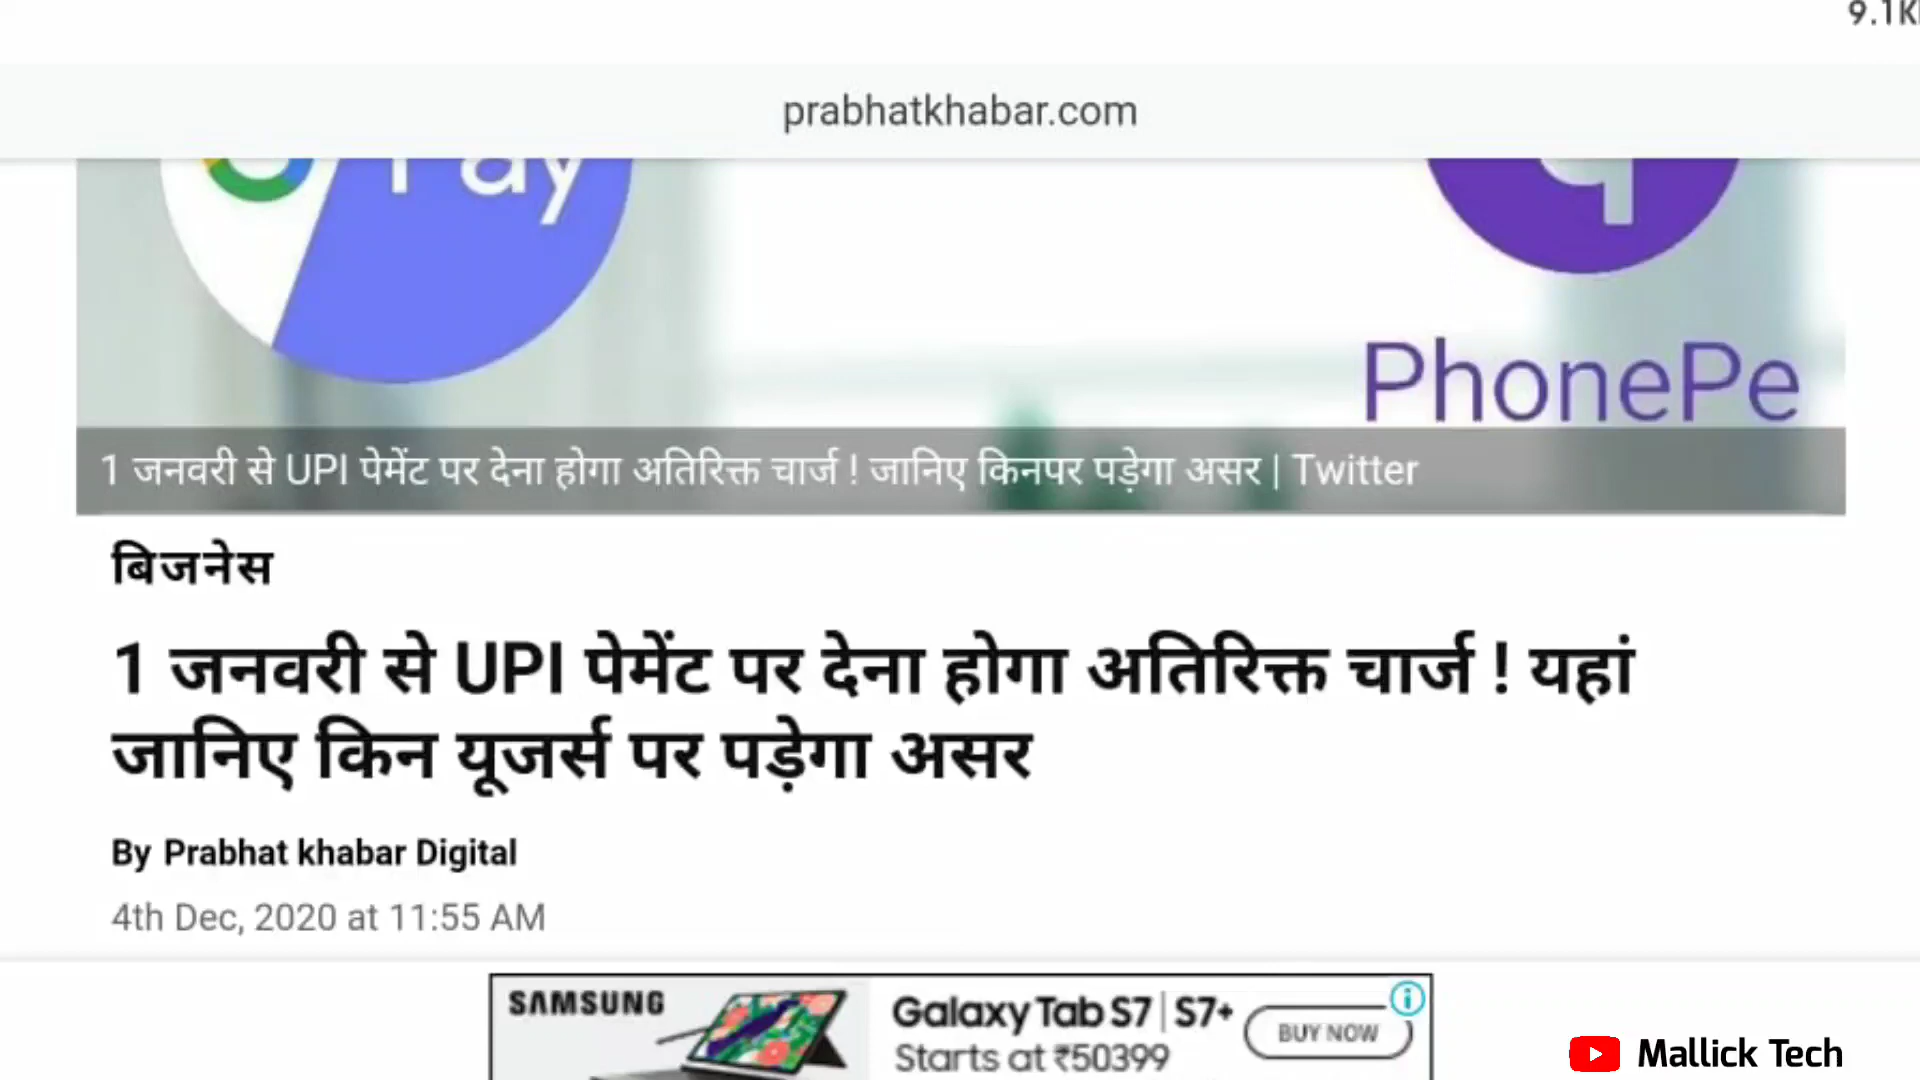 9.1K
prabhatkhabar.com
Pay
PhonePe
1 जनवरी से UPI पेमेंट पर देना होगा अतिरिक्त चार्ज ! जानिए किनपर पड़ेगा असर | Twitter
बिजनेस
1 जनवरी से UPI पेमेंट पर देना होगा अतिरिक्त चार्ज ! यहां
जानिए किन यूजर्स पर पड़ेगा असर
By Prabhat khabar Digital
4th Dec, 2020 at 11:55 AM
SAMSUNG
Galaxy Tab S7 | S7+
Starts at ₹50399
BUY NOW
Mallick Tech